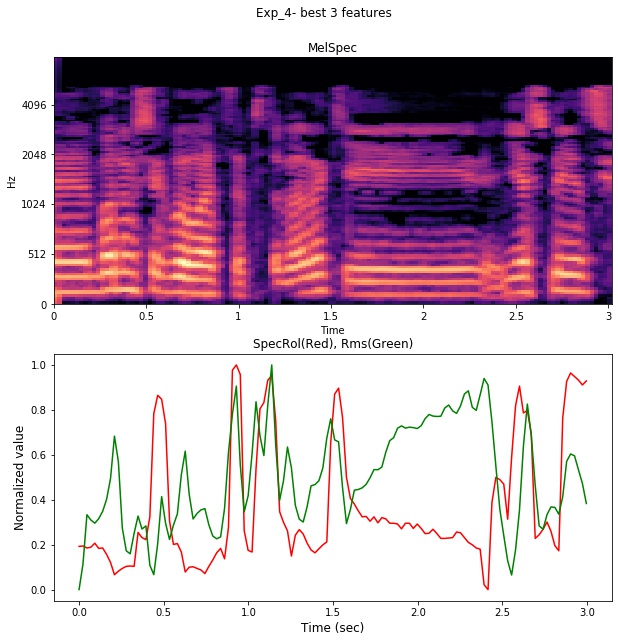 Exp_4- best 3 features
MelSpec
Hz
4096
2048
1024
512
0
0 0.5 1 1.5 2 2.5 3
Time
SpecRol(Red), Rms(Green)
Normalized value
1.0
0.8
0.6
0.4
0.2
0.0
0.0 0.5 1.0 1.5 2.0 2.5 3.0
Time (sec)